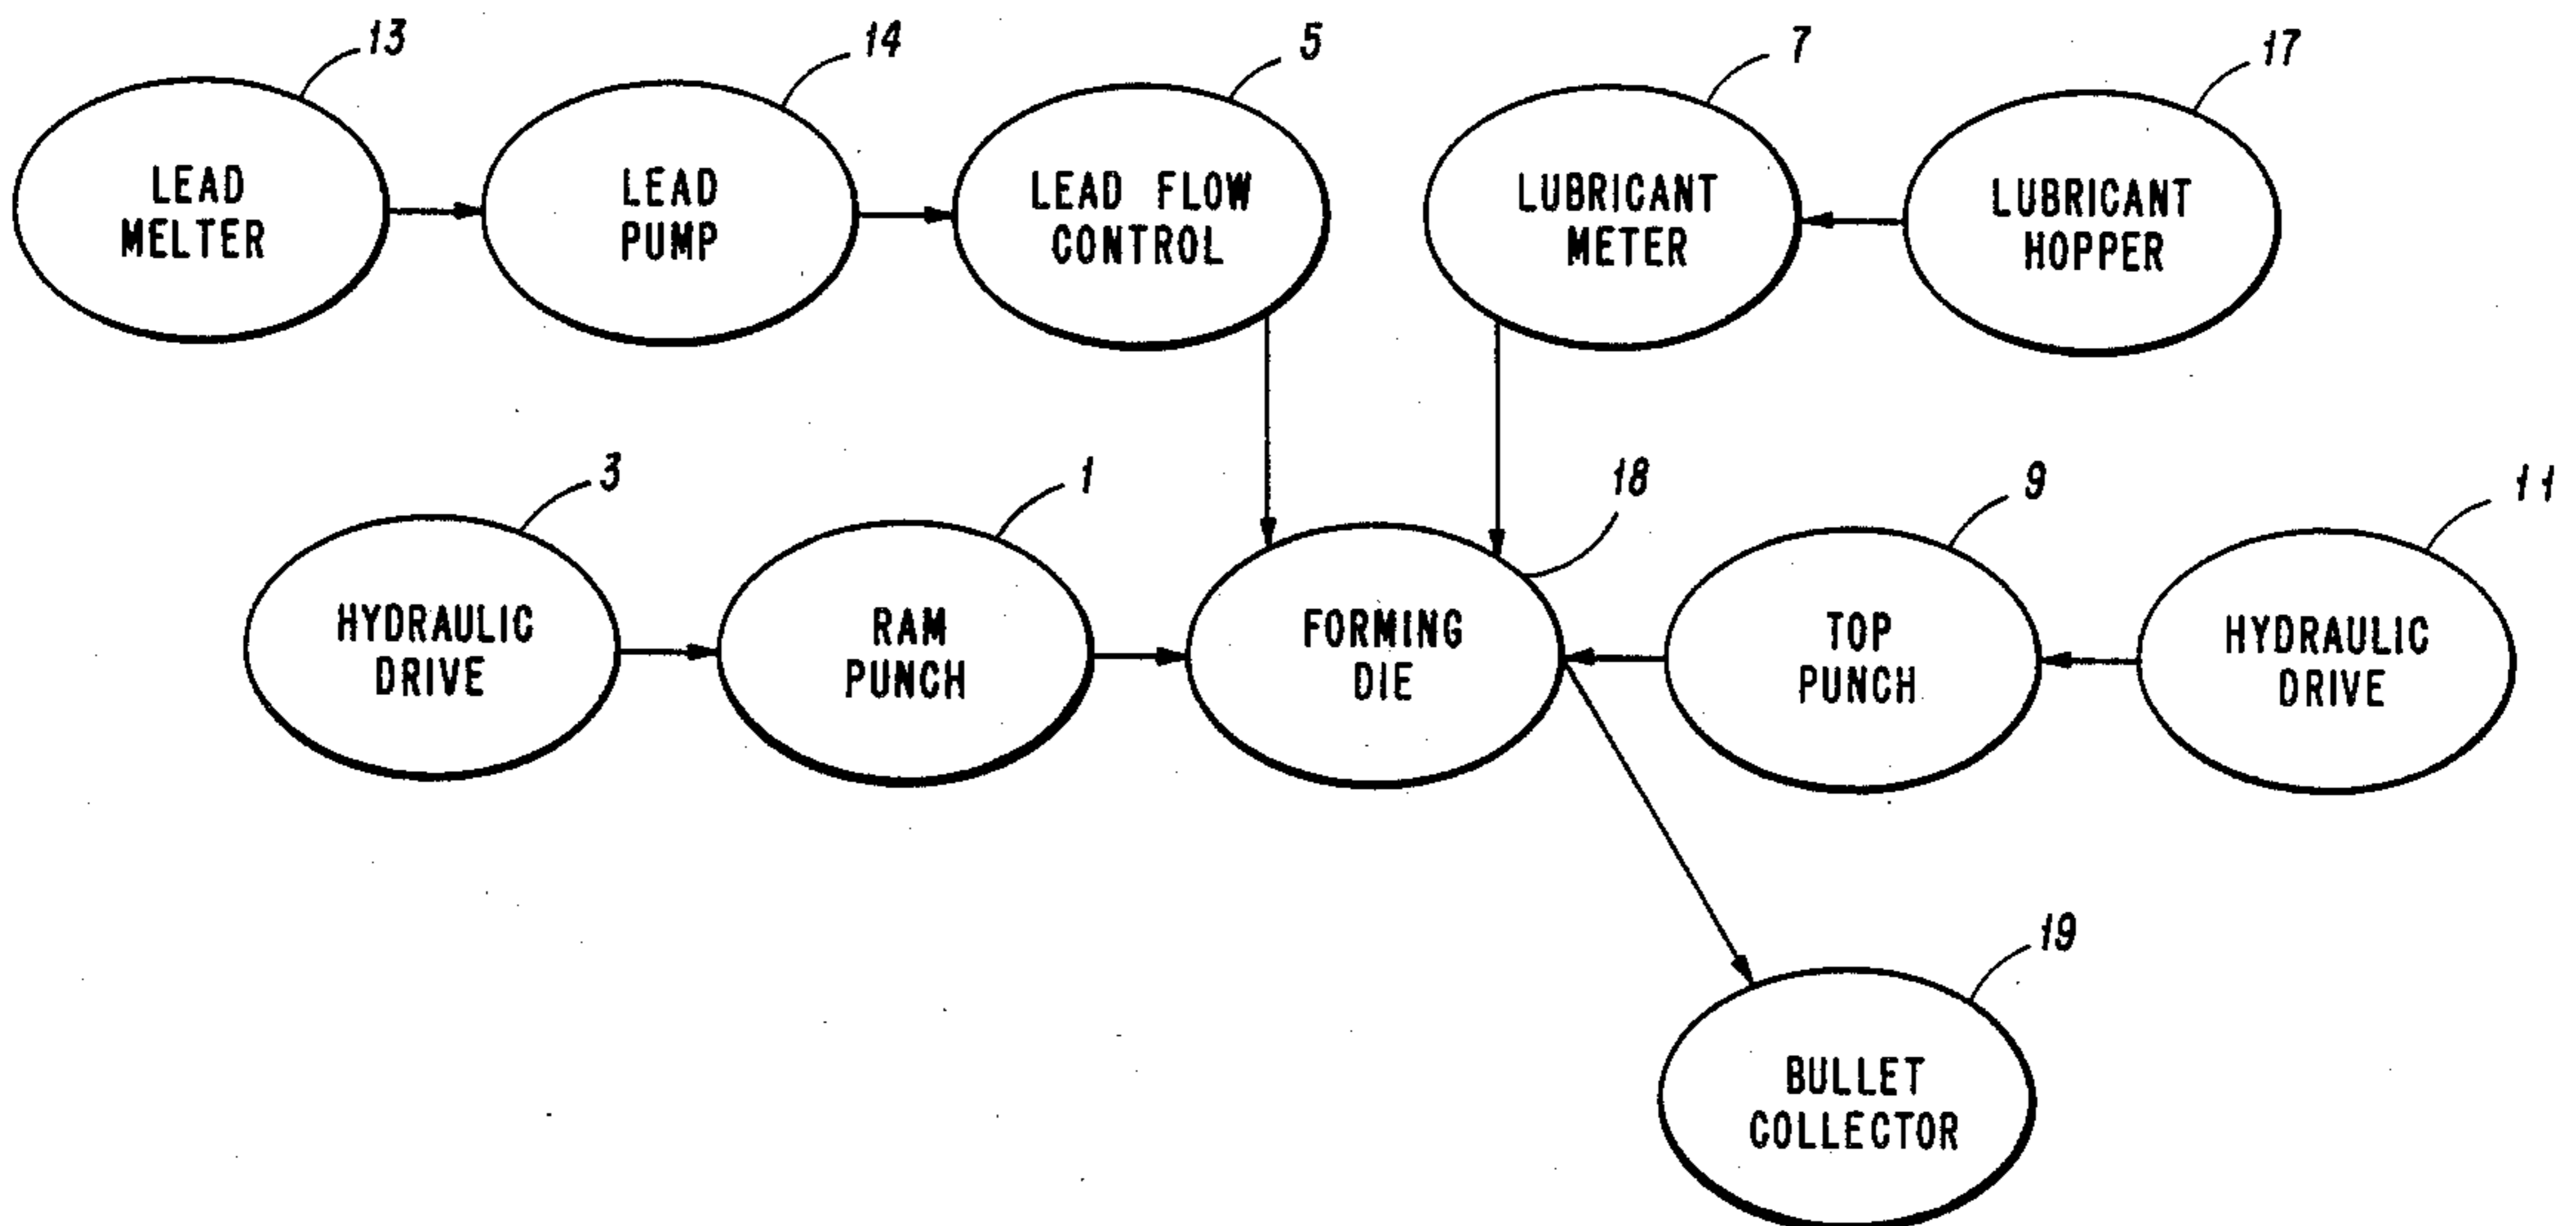 13
14
5
7
17
LEAD
MELTER
LEAD
PUMP
LEAD FLOW
CONTROL
LUBRICANT
METER
LUBRICANT
HOPPER
3
1
18
9
11
HYDRAULIC
DRIVE
RAM
PUNCH
FORMING
DIE
TOP
PUNCH
HYDRAULIC
DRIVE
19
BULLET
COLLECTOR